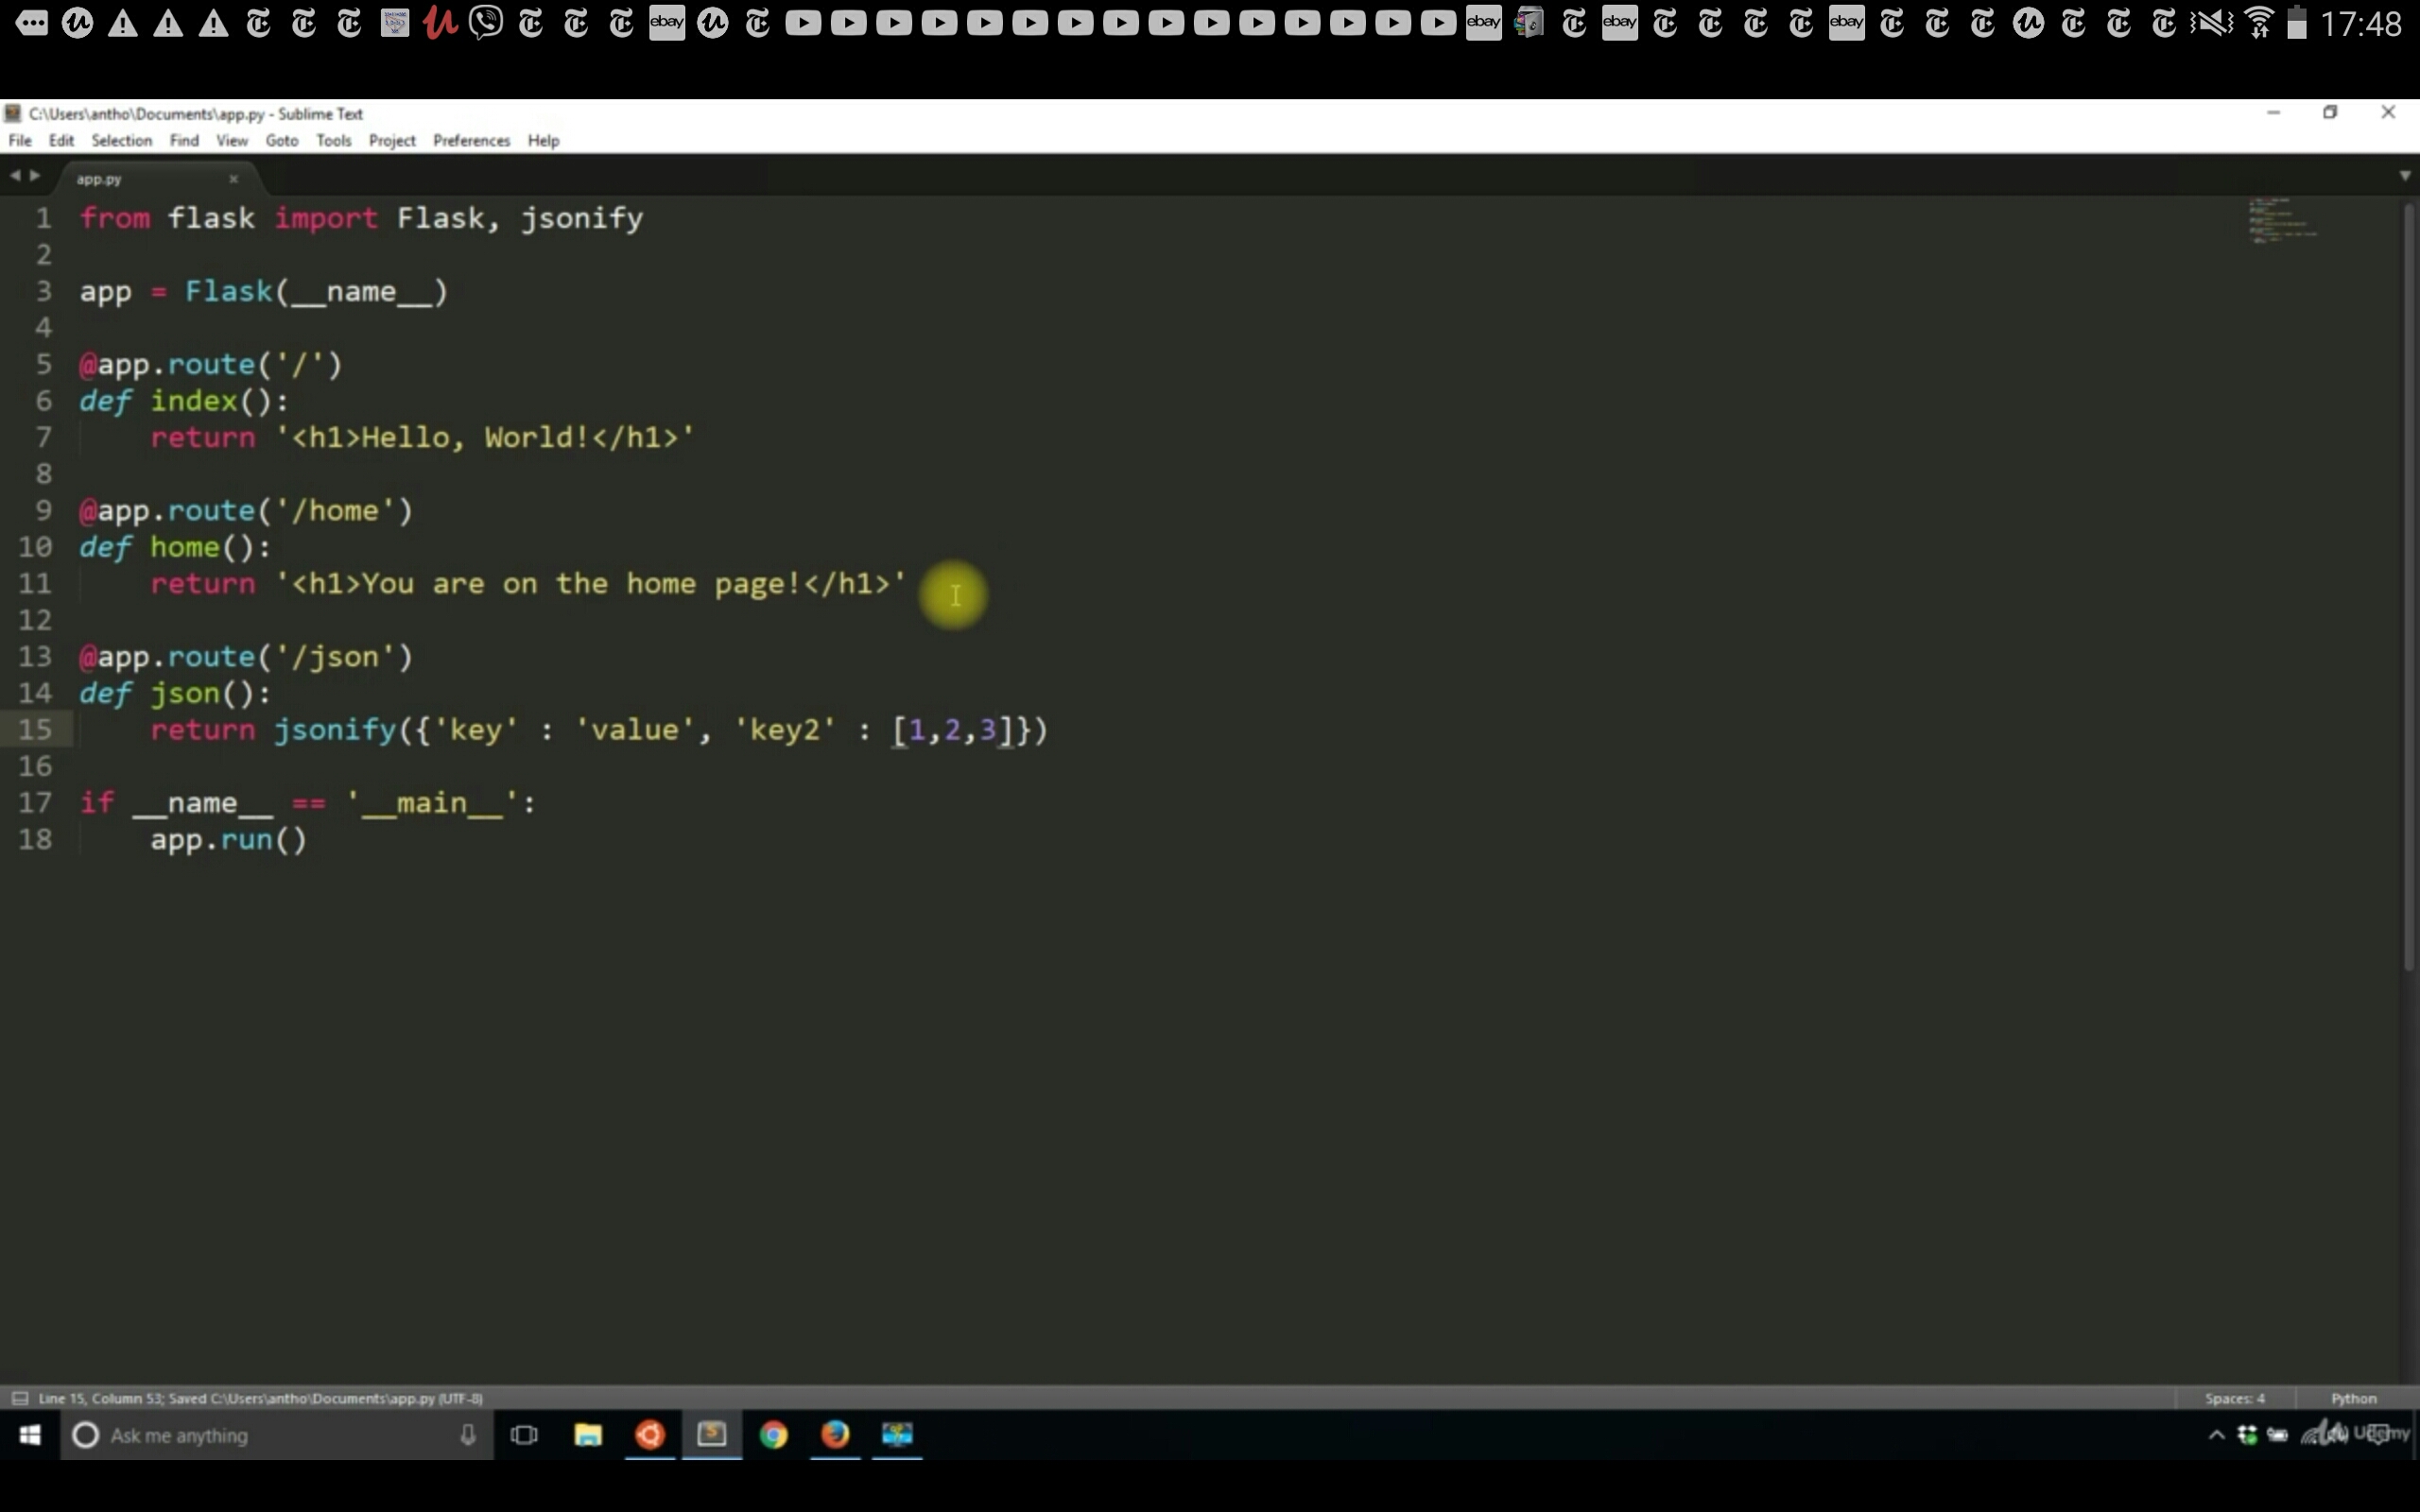 ebay ebay ebay ebay 17:48
C:\Users\antho\Documents\app.py - Sublime Text
File Edit Selection Find View Goto Tools Project Preferences Help
app.py
1 from flask import Flask, jsonify
2
3 app = Flask(__name__)
4
5 @app.route('/')
6 def index():
7     return '<h1>Hello, World!</h1>'
8
9 @app.route('/home')
10 def home():
11     return '<h1>You are on the home page!</h1>'
12
13 @app.route('/json')
14 def json():
15     return jsonify({'key' : 'value', 'key2' : [1,2,3]})
16
17 if __name__ == '__main__':
18     app.run()
Line 15, Column 53; Saved C:\Users\antho\Documents\app.py (UTF-8) Spaces: 4 Python
Ask me anything Udemy